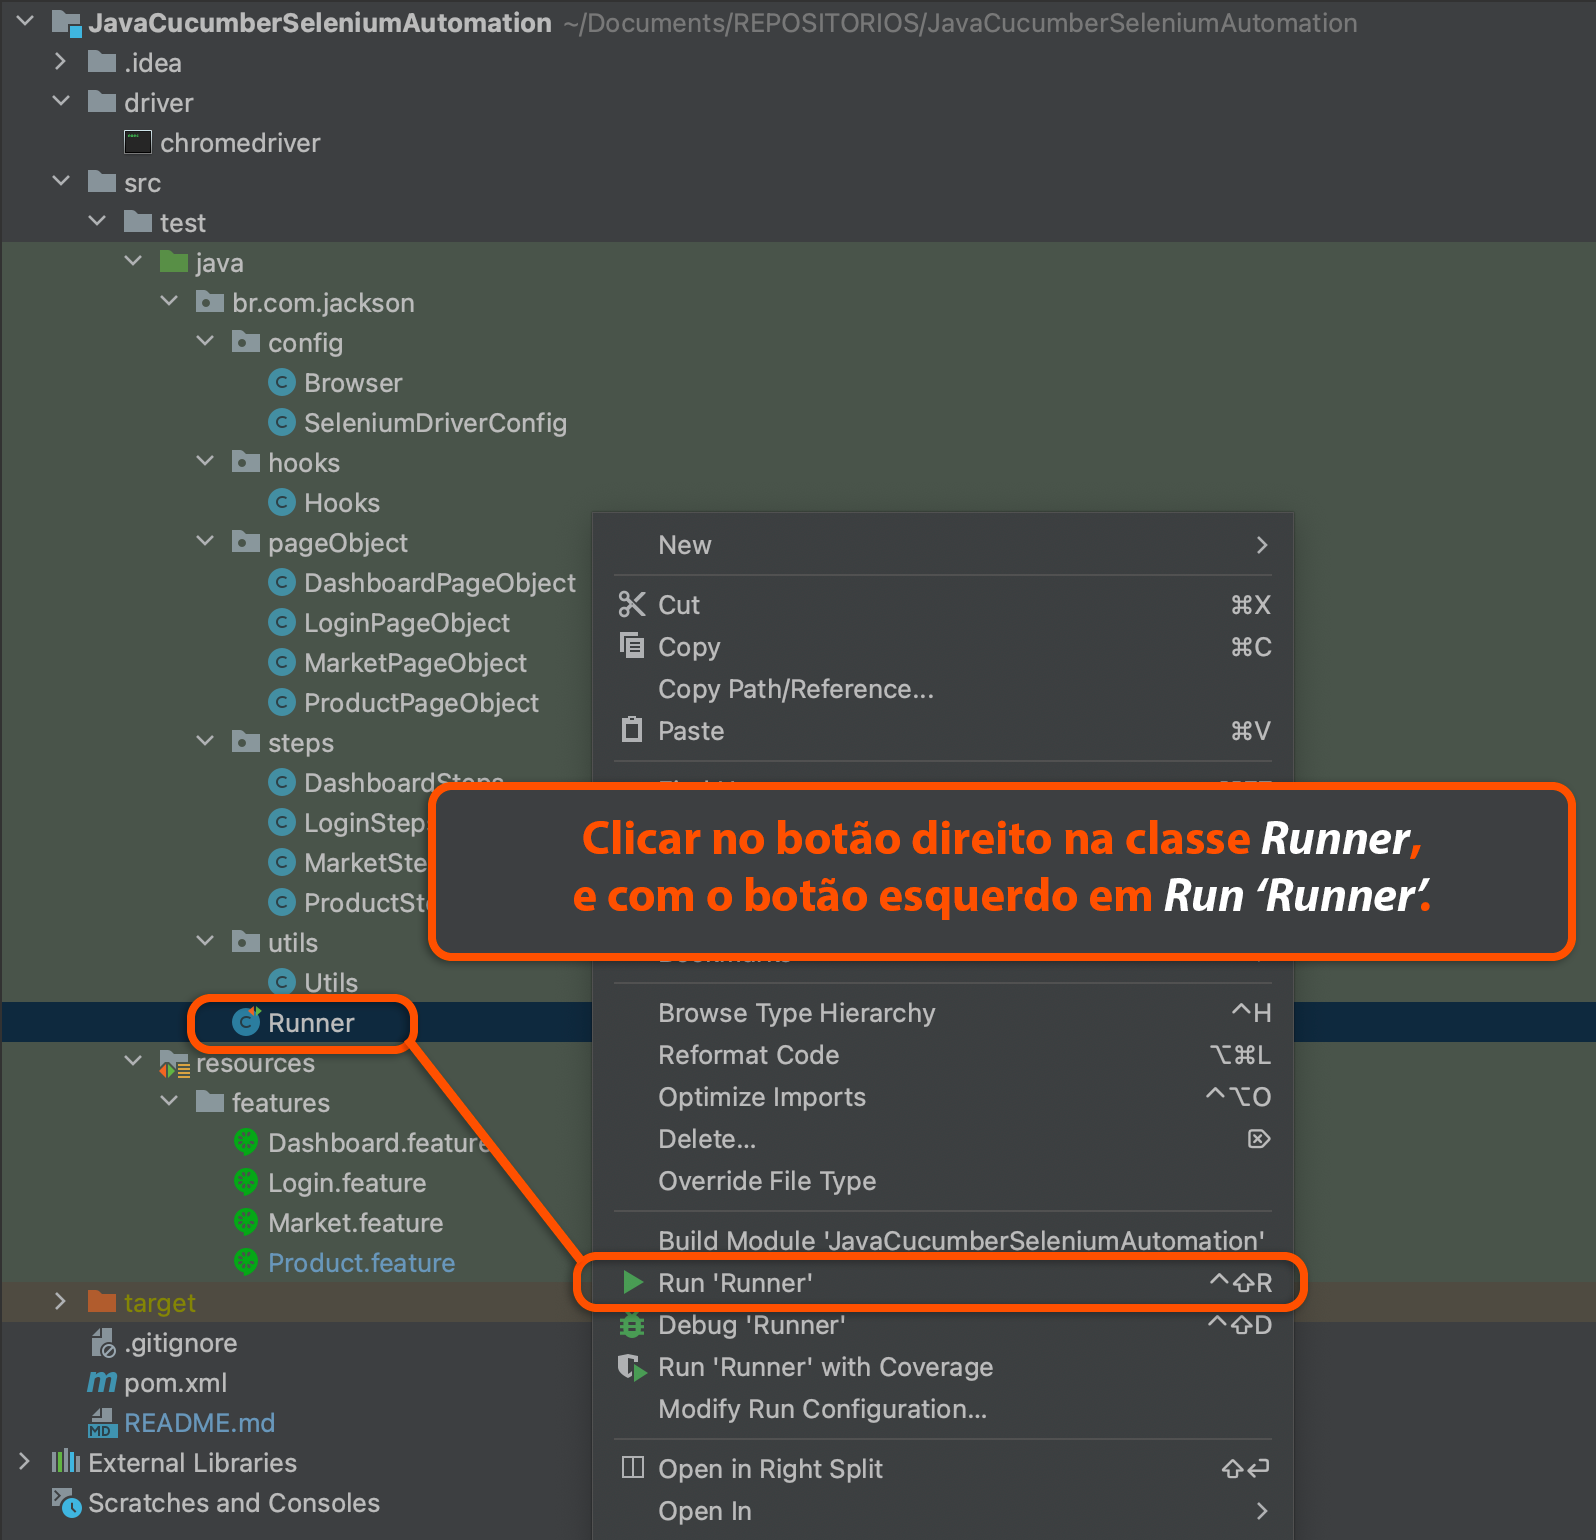 JavaCucumberSeleniumAutomation ~/Documents/REPOSITORIOS/JavaCucumberSeleniumAutomation
.idea
driver
chromedriver
src
test
java
br.com.jackson
config
Browser
SeleniumDriverConfig
hooks
Hooks
pageObject
DashboardPageObject
LoginPageObject
MarketPageObject
ProductPageObject
steps
DashboardSteps
LoginStep
MarketSte
ProductSte
utils
Utils
Runner
resources
features
Dashboard.feature
Login.feature
Market.feature
Product.feature
target
.gitignore
pom.xml
README.md
External Libraries
Scratches and Consoles
New
Cut ⌘X
Copy ⌘C
Copy Path/Reference...
Paste ⌘V
Clicar no botão direito na classe Runner,
e com o botão esquerdo em Run ‘Runner’.
Browse Type Hierarchy ^H
Reformat Code ⌥⌘L
Optimize Imports ^⌥O
Delete... ⌦
Override File Type
Build Module 'JavaCucumberSeleniumAutomation'
Run 'Runner' ^⇧R
Debug 'Runner' ^⇧D
Run 'Runner' with Coverage
Modify Run Configuration...
Open in Right Split ⇧↩
Open In